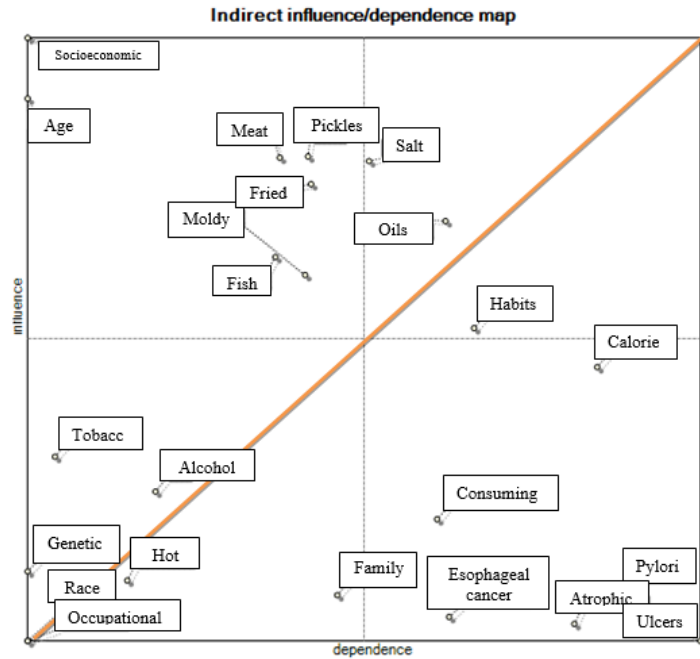 Indirect influence/dependence map
Socioeconomic
Age
Meat
Pickles
Salt
Fried
Moldy
Oils
Fish
influence
Habits
Calorie
Tobacc
Alcohol
Consuming
Genetic
Hot
Family
Esophageal
cancer
Pylori
Race
Atrophic
Occupational
Ulcers
dependence